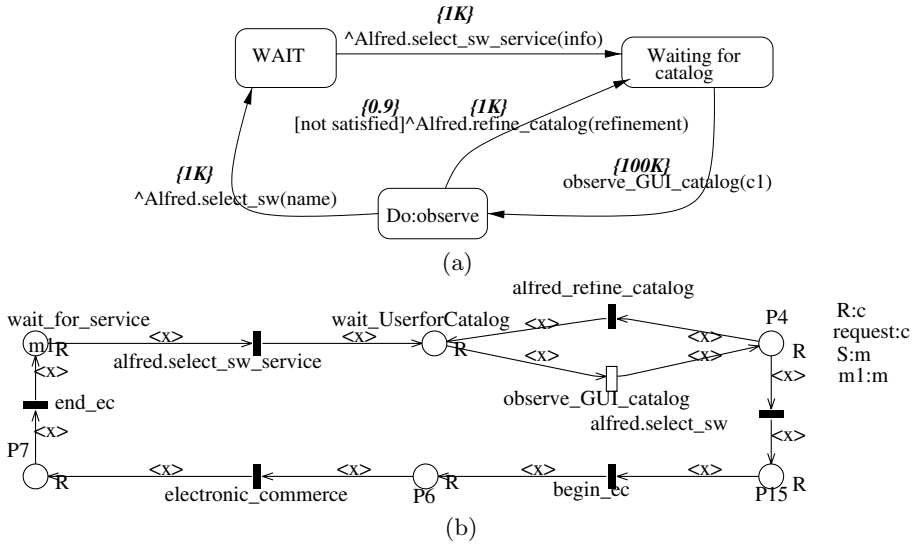 {1K}
^Alfred.select_sw_service(info)
WAIT
Waiting for
catalog
{0.9} {1K}
[not satisfied]^Alfred.refine_catalog(refinement)
{1K}
^Alfred.select_sw(name)
{100K}
observe_GUI_catalog(c1)
Do:observe
(a)
alfred_refine_catalog
wait_for_service
wait_UserforCatalog
<x>
<x>
P4
R:c
request:c
S:m
m1:m
m1
R
<x>
<x>
R
<x>
<x>
R
alfred.select_sw_service
<x>
observe_GUI_catalog
<x>
end_ec
alfred.select_sw
<x>
<x>
P7
<x>
<x>
<x>
<x>
R
electronic_commerce
P6
R
begin_ec
P15
R
(b)